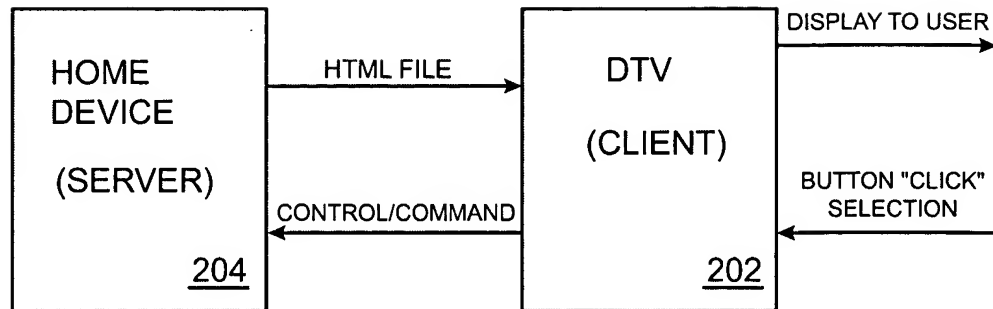 HOME
DEVICE
(SERVER)
204
HTML FILE
CONTROL/COMMAND
DTV
(CLIENT)
202
DISPLAY TO USER
BUTTON "CLICK"
SELECTION